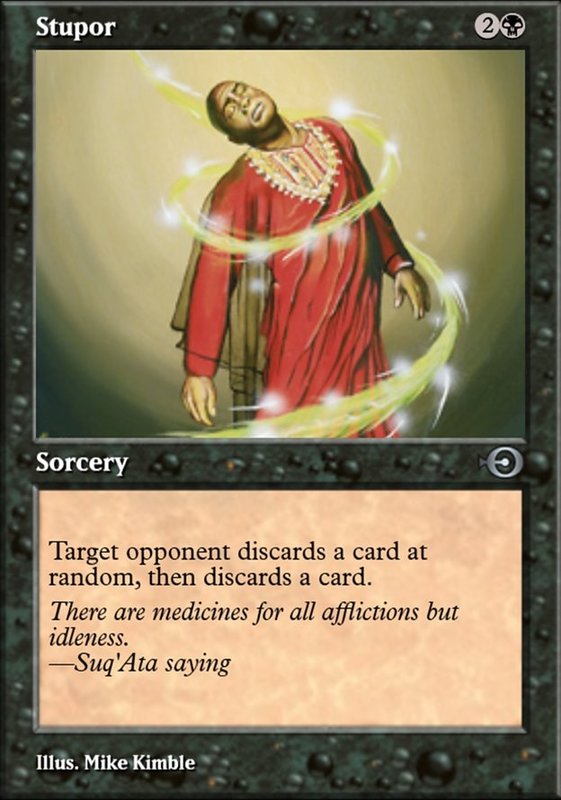 Stupor
2
Sorcery
Target opponent discards a card at
random, then discards a card.
There are medicines for all afflictions but
idleness.
—Suq'Ata saying
Illus. Mike Kimble